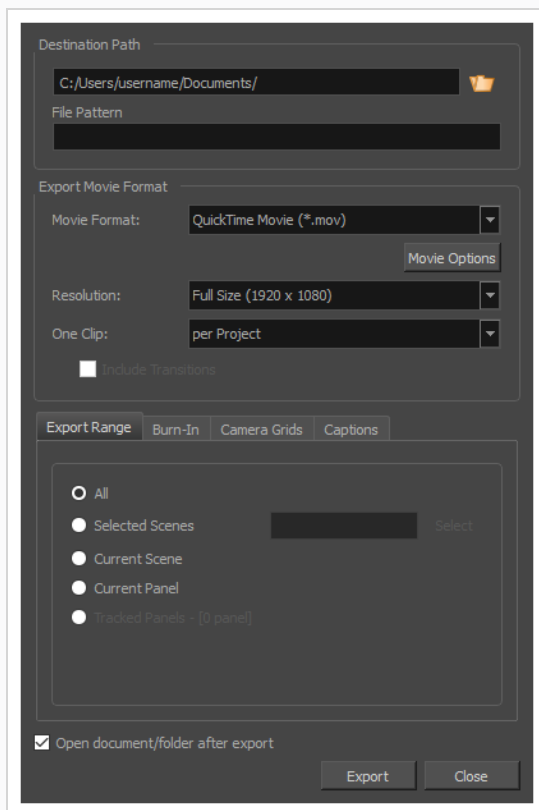 Destination Path
C:/Users/username/Documents/
File Pattern
Export Movie Format
Movie Format: QuickTime Movie (*.mov)
Movie Options
Resolution: Full Size (1920 x 1080)
One Clip: per Project
Include Transitions
Export Range Burn-In Camera Grids Captions
All
Selected Scenes Select
Current Scene
Current Panel
Tracked Panels - [0 panel]
Open document/folder after export
Export Close